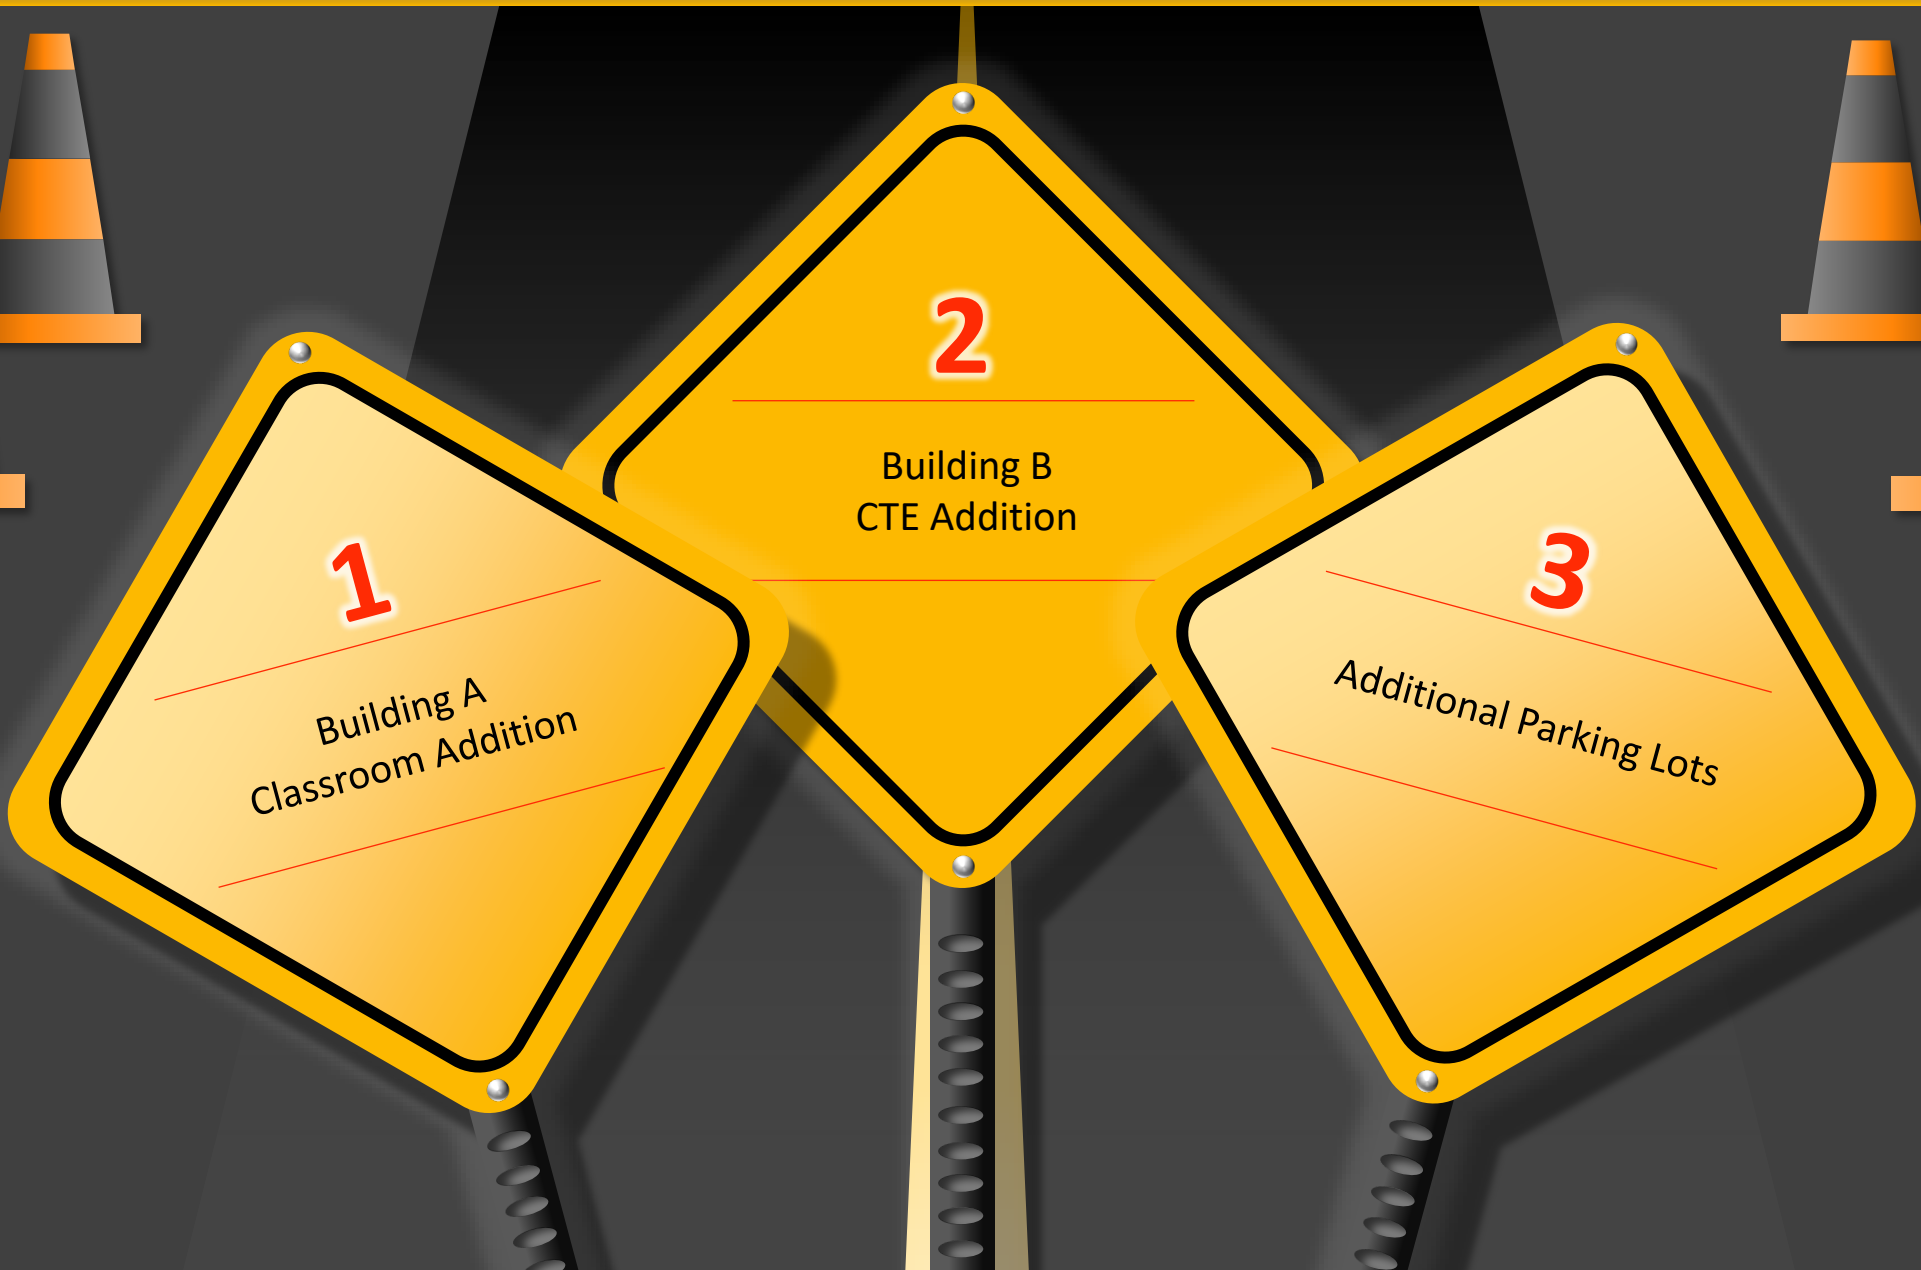 1
Building A
Classroom Addition
2
Building B
CTE Addition
3
Additional Parking Lots